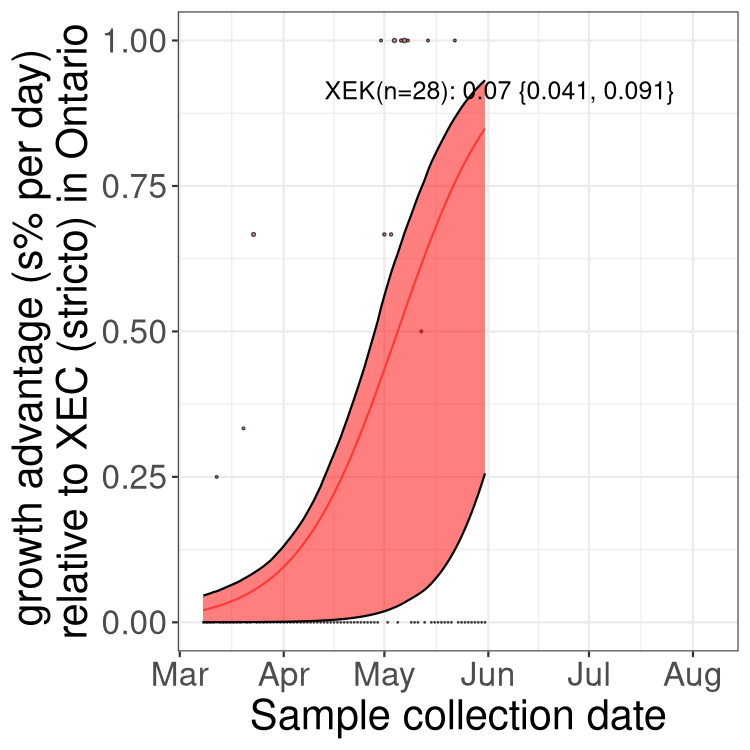 growth advantage (s% per day)
relative to XEC (stricto) in Ontario
1.00
0.75
0.50
0.25
0.00
XEK(n=28): 0.07 {0.041, 0.091}
Mar Apr May Jun Jul Aug
Sample collection date